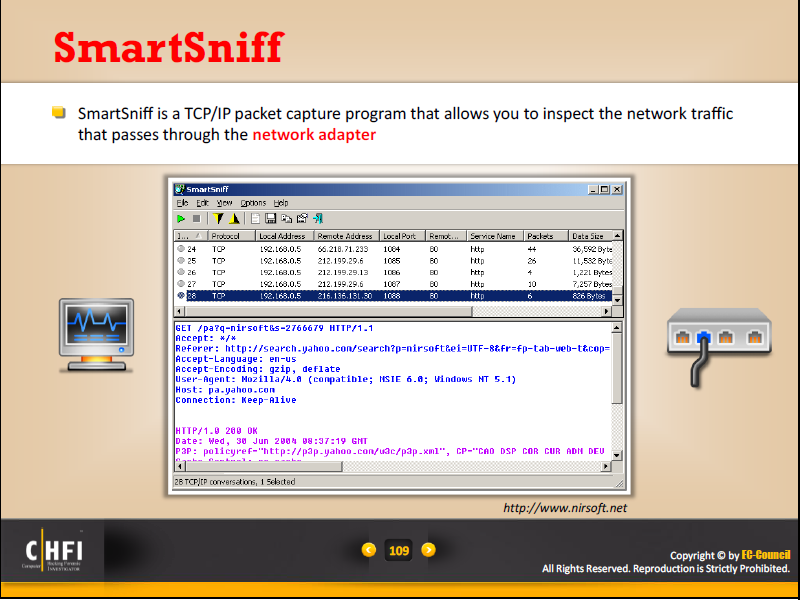 SmartSniff
SmartSniff is a TCP/IP packet capture program that allows you to inspect the network traffic
that passes through the network adapter
SmartSniff
File Edit View Options Help
I... Protocol Local Address Remote Address Local Port Remot... Service Name Packets Data Size
24 TCP 192.168.0.5 66.218.71.233 1084 80 http 44 36,592 Byte
25 TCP 192.168.0.5 212.199.29.6 1085 80 http 26 11,532 Byte
26 TCP 192.168.0.5 212.199.29.13 1086 80 http 4 1,221 Byte
27 TCP 192.168.0.5 212.199.29.6 1087 80 http 10 7,257 Byte
28 TCP 192.168.0.5 216.136.131.30 1088 80 http 6 826 Bytes
GET /pa?q=nirsoft&s=2766679 HTTP/1.1
Accept: */*
Referer: http://search.yahoo.com/search?p=nirsoft&ei=UTF-8&fr=fp-tab-web-t&cop=
Accept-Language: en-us
Accept-Encoding: gzip, deflate
User-Agent: Mozilla/4.0 (compatible; MSIE 6.0; Windows NT 5.1)
Host: pa.yahoo.com
Connection: Keep-Alive
HTTP/1.0 200 OK
Date: Wed, 30 Jun 2004 08:37:19 GMT
P3P: policyref="http://p3p.yahoo.com/w3c/p3p.xml", CP="CAO DSP COR CUR ADM DEV
28 TCP/IP conversations, 1 Selected
http://www.nirsoft.net
CHFI
Computer Hacking Forensic
INVESTIGATOR
109
Copyright © by EC-Council
All Rights Reserved. Reproduction is Strictly Prohibited.